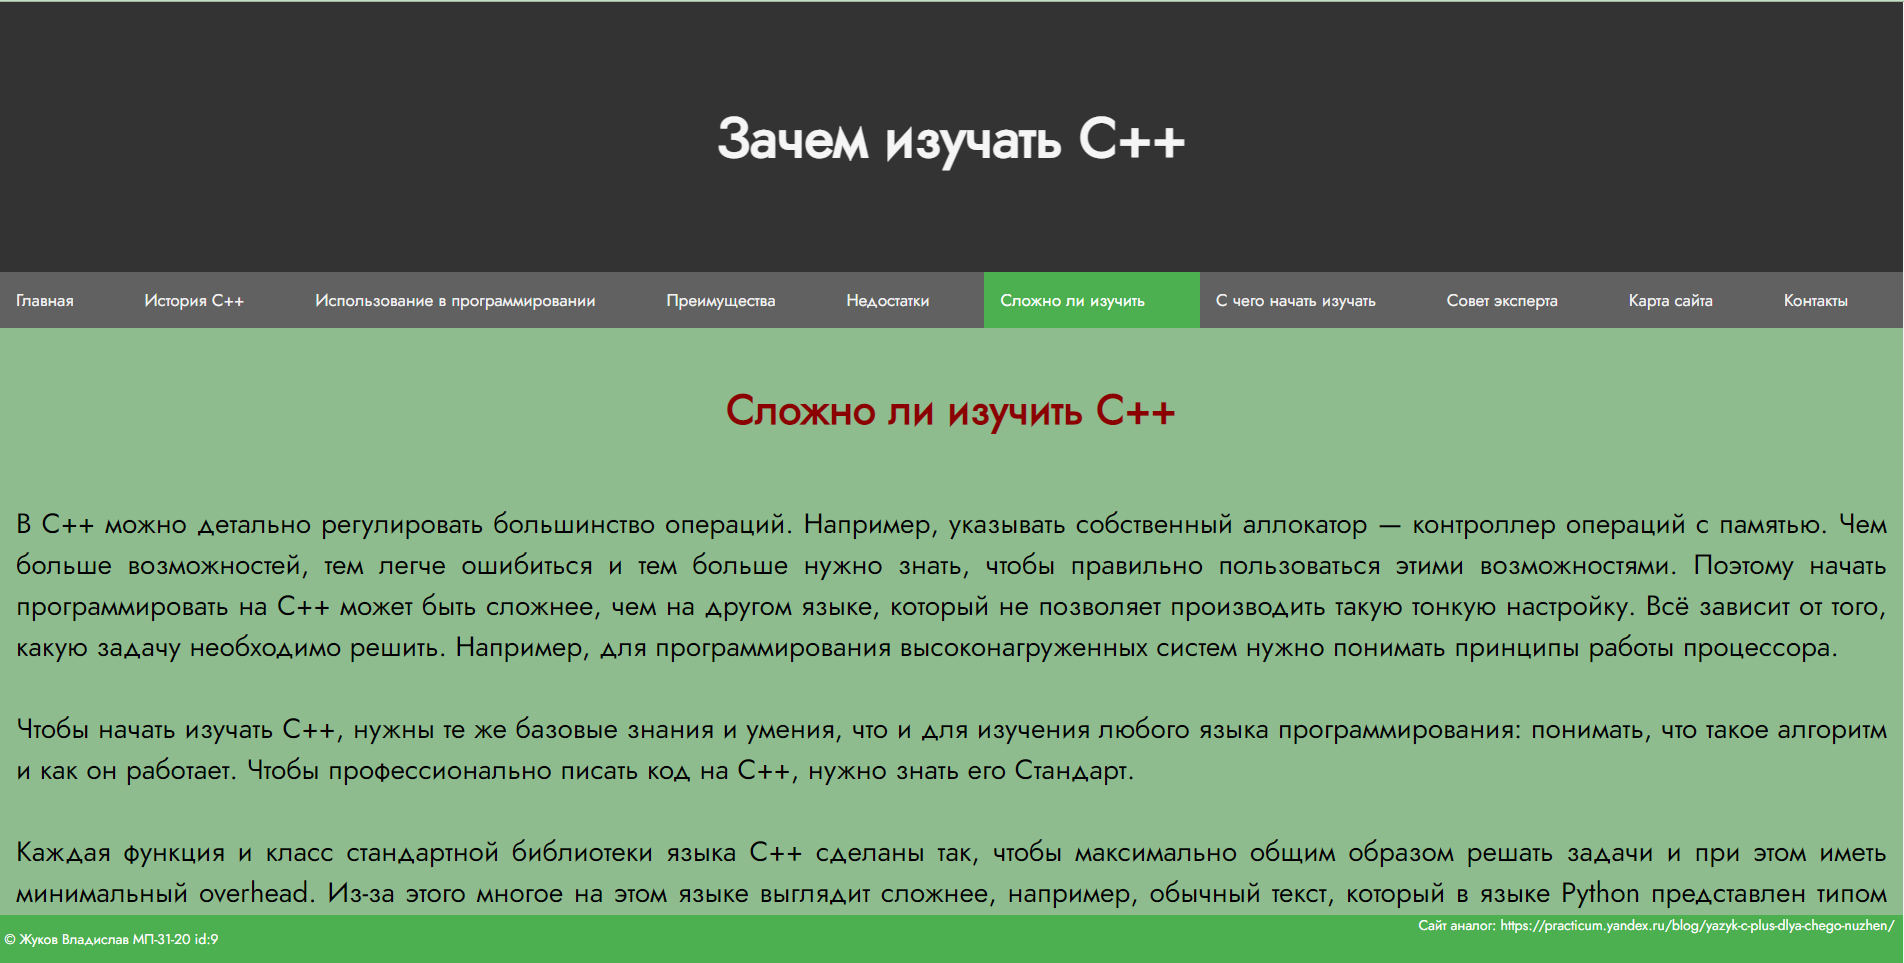 Зачем изучать C++
Главная История C++ Использование в программировании Преимущества Недостатки Сложно ли изучить С чего начать изучать Совет эксперта Карта сайта Контакты
Сложно ли изучить C++
В C++ можно детально регулировать большинство операций. Например, указывать собственный аллокатор — контроллер операций с памятью. Чем
больше возможностей, тем легче ошибиться и тем больше нужно знать, чтобы правильно пользоваться этими возможностями. Поэтому начать
программировать на C++ может быть сложнее, чем на другом языке, который не позволяет производить такую тонкую настройку. Всё зависит от того,
какую задачу необходимо решить. Например, для программирования высоконагруженных систем нужно понимать принципы работы процессора.
Чтобы начать изучать C++, нужны те же базовые знания и умения, что и для изучения любого языка программирования: понимать, что такое алгоритм
и как он работает. Чтобы профессионально писать код на C++, нужно знать его Стандарт.
Каждая функция и класс стандартной библиотеки языка C++ сделаны так, чтобы максимально общим образом решать задачи и при этом иметь
минимальный overhead. Из-за этого многое на этом языке выглядит сложнее, например, обычный текст, который в языке Python представлен типом
Сайт аналог: https://practicum.yandex.ru/blog/yazyk-c-plus-dlya-chego-nuzhen/
© Жуков Владислав МП-31-20 id:9